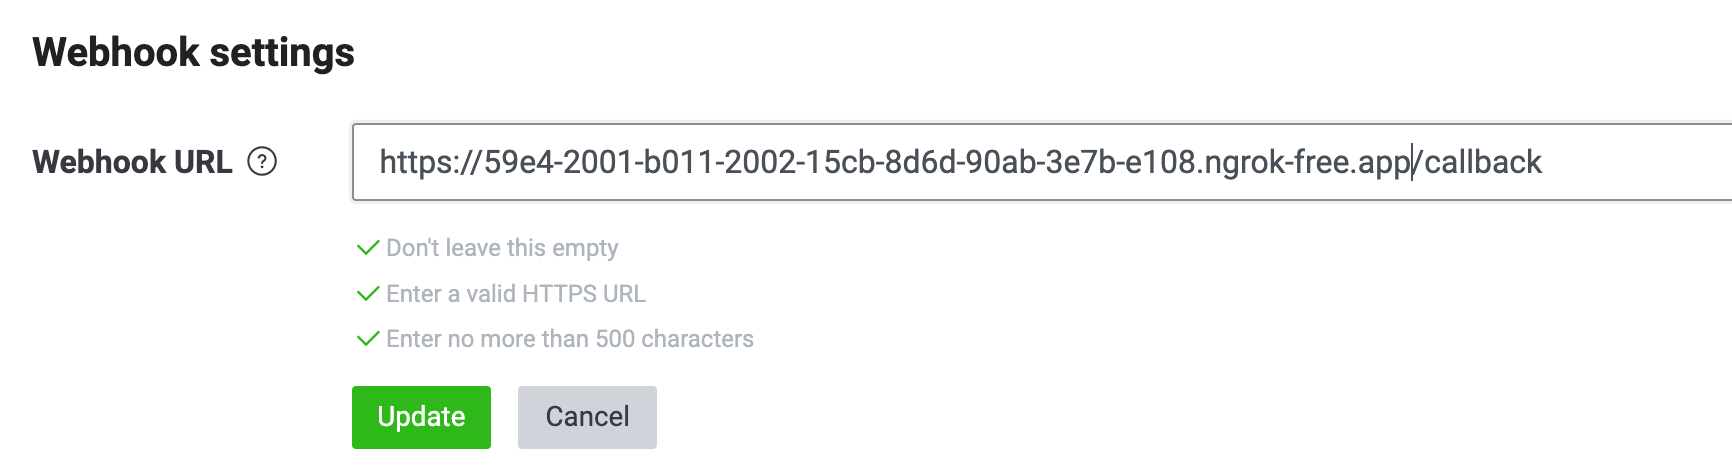 Webhook settings
Webhook URL ?
https://59e4-2001-b011-2002-15cb-8d6d-90ab-3e7b-e108.ngrok-free.app/callback
Don't leave this empty
Enter a valid HTTPS URL
Enter no more than 500 characters
Update Cancel